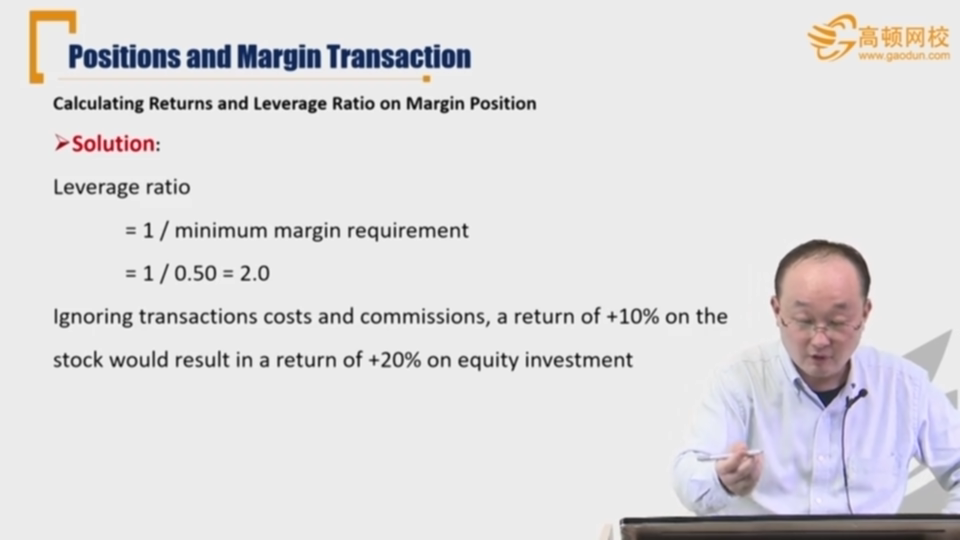 Positions and Margin Transaction
高顿网校
www.gaodun.com
Calculating Returns and Leverage Ratio on Margin Position
➢Solution:
Leverage ratio
= 1 / minimum margin requirement
= 1 / 0.50 = 2.0
Ignoring transactions costs and commissions, a return of +10% on the
stock would result in a return of +20% on equity investment